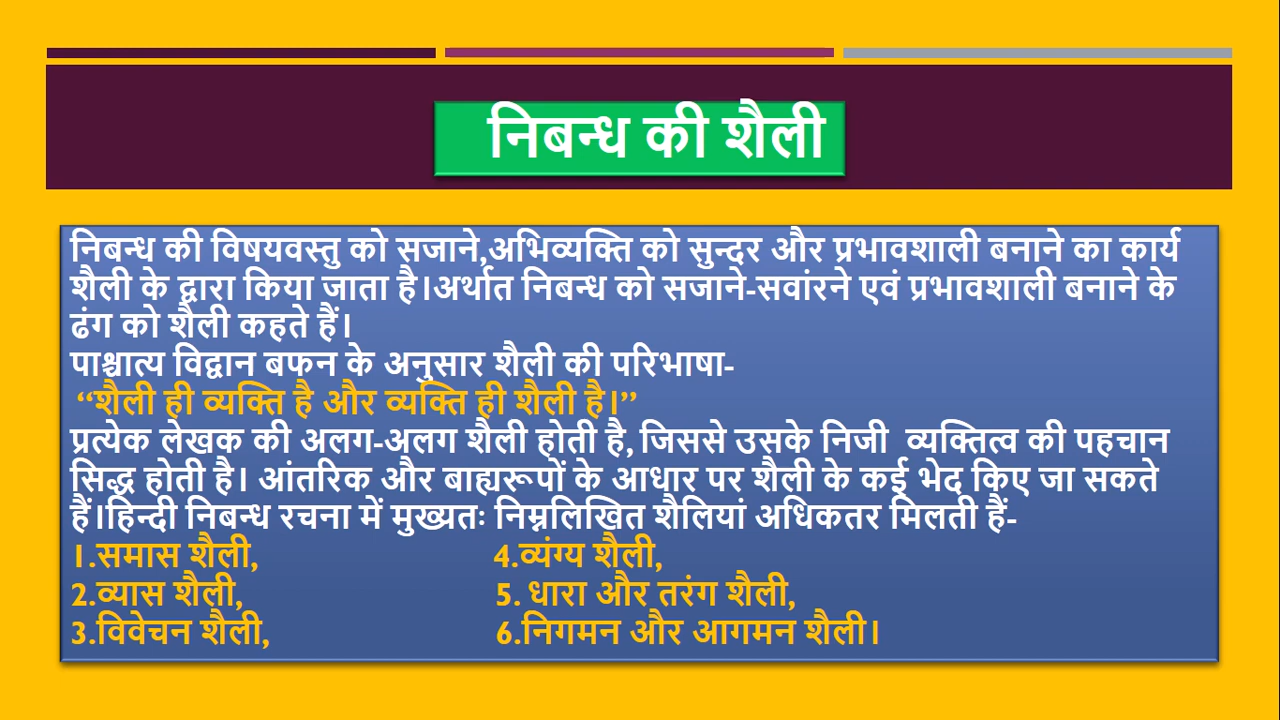 निबन्ध की शैली
निबन्ध की विषयवस्तु को सजाने,अभिव्यक्ति को सुन्दर और प्रभावशाली बनाने का कार्य
शैली के द्वारा किया जाता है।अर्थात निबन्ध को सजाने-सवांरने एवं प्रभावशाली बनाने के
ढंग को शैली कहते हैं।
पाश्चात्य विद्वान बफन के अनुसार शैली की परिभाषा-
“शैली ही व्यक्ति है और व्यक्ति ही शैली है।”
प्रत्येक लेखक की अलग-अलग शैली होती है, जिससे उसके निजी व्यक्तित्व की पहचान
सिद्ध होती है। आंतरिक और बाह्यरूपों के आधार पर शैली के कई भेद किए जा सकते
हैं।हिन्दी निबन्ध रचना में मुख्यतः निम्नलिखित शैलियां अधिकतर मिलती हैं-
1.समास शैली, 4.व्यंग्य शैली,
2.व्यास शैली, 5. धारा और तरंग शैली,
3.विवेचन शैली, 6.निगमन और आगमन शैली।